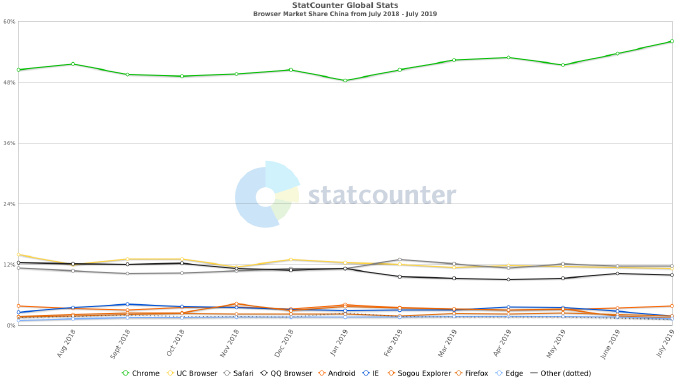 StatCounter Global Stats
Browser Market Share China from July 2018 - July 2019
60%
48%
36%
24%
12%
0%
statcounter
Aug 2018
Sept 2018
Oct 2018
Nov 2018
Dec 2018
Jan 2019
Feb 2019
Mar 2019
Apr 2019
May 2019
June 2019
July 2019
Chrome UC Browser Safari QQ Browser Android IE Sogou Explorer Firefox Edge Other (dotted)